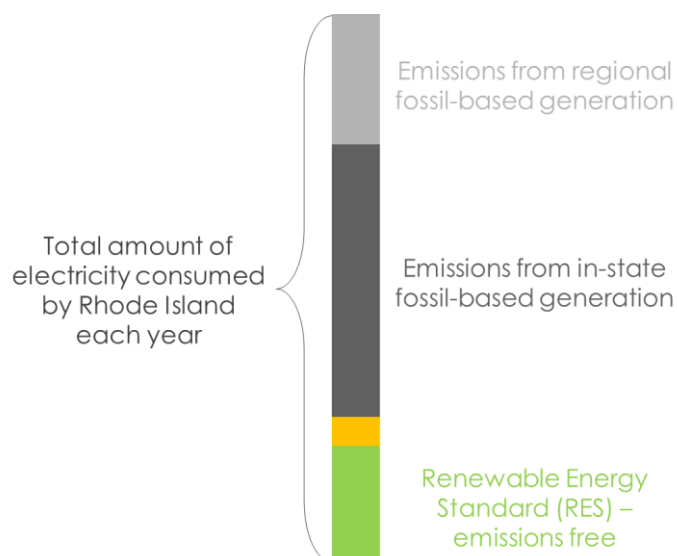 Emissions from regional
fossil-based generation
Total amount of
electricity consumed
by Rhode Island
each year
Emissions from in-state
fossil-based generation
Renewable Energy
Standard (RES) –
emissions free